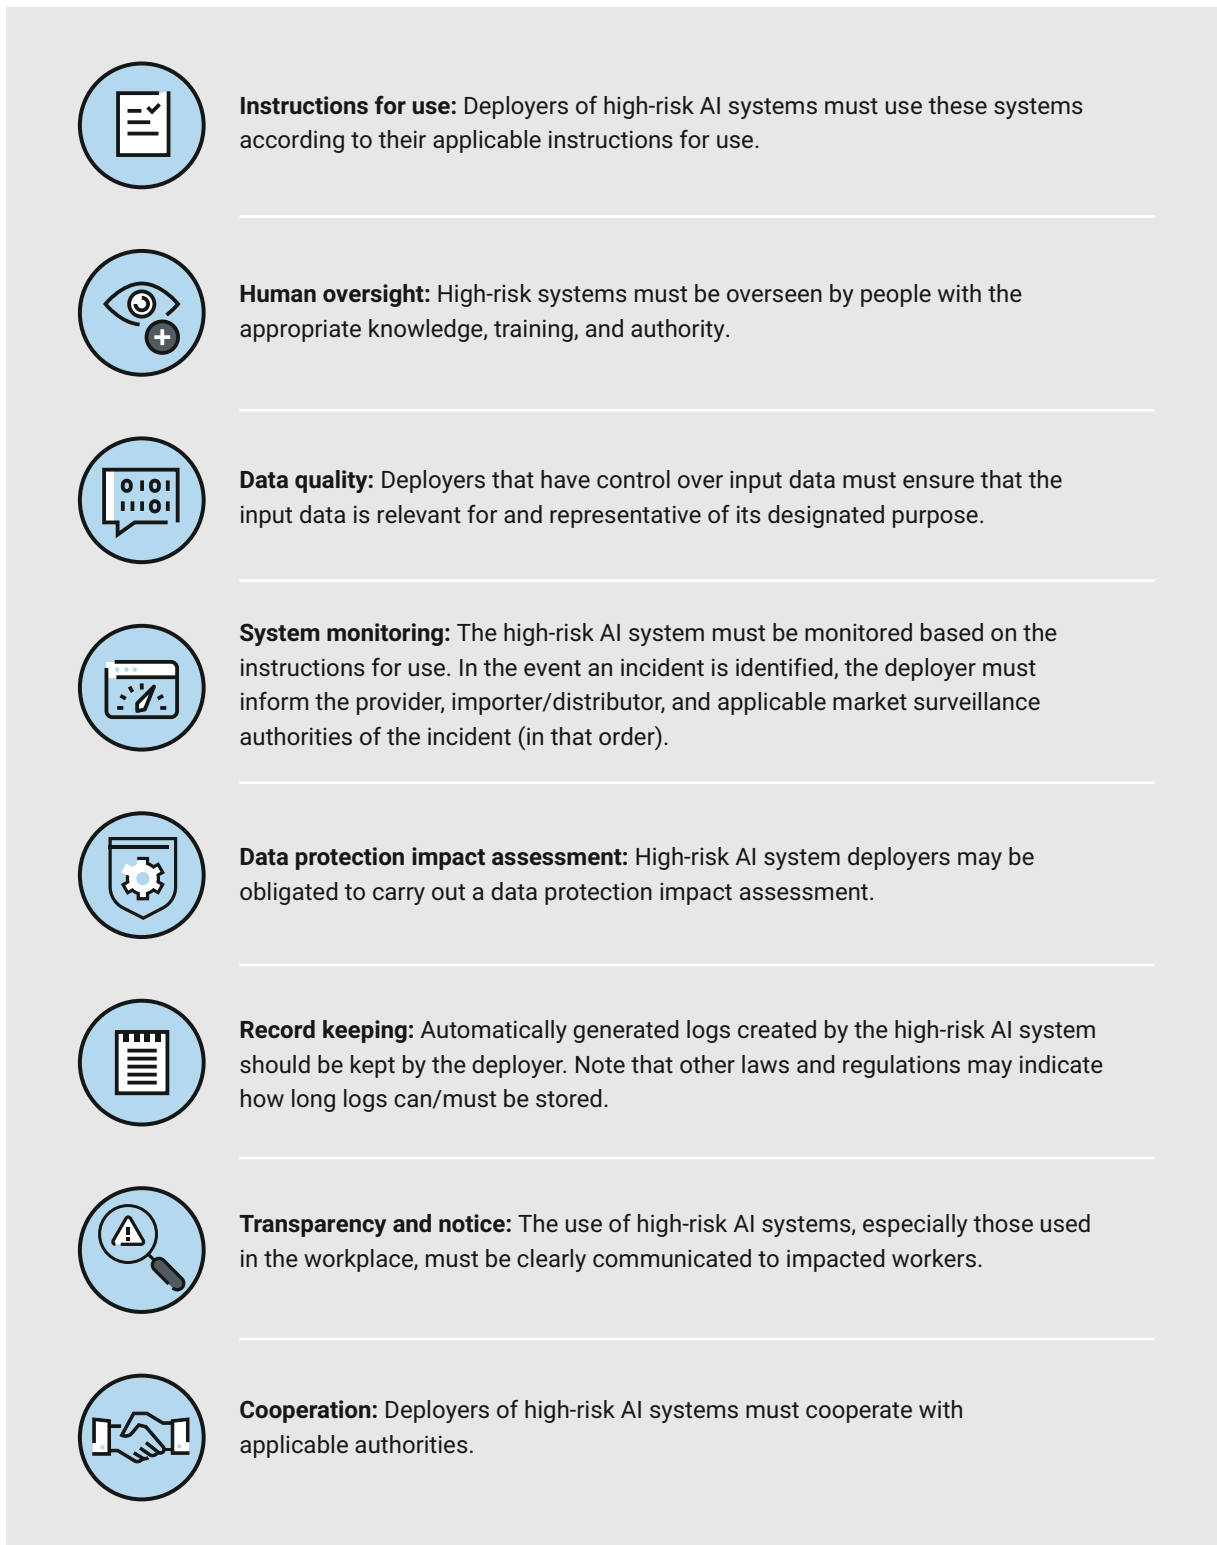 Instructions for use: Deployers of high-risk AI systems must use these systems
according to their applicable instructions for use.
Human oversight: High-risk systems must be overseen by people with the
appropriate knowledge, training, and authority.
Data quality: Deployers that have control over input data must ensure that the
input data is relevant for and representative of its designated purpose.
System monitoring: The high-risk AI system must be monitored based on the
instructions for use. In the event an incident is identified, the deployer must
inform the provider, importer/distributor, and applicable market surveillance
authorities of the incident (in that order).
Data protection impact assessment: High-risk AI system deployers may be
obligated to carry out a data protection impact assessment.
Record keeping: Automatically generated logs created by the high-risk AI system
should be kept by the deployer. Note that other laws and regulations may indicate
how long logs can/must be stored.
Transparency and notice: The use of high-risk AI systems, especially those used
in the workplace, must be clearly communicated to impacted workers.
Cooperation: Deployers of high-risk AI systems must cooperate with
applicable authorities.